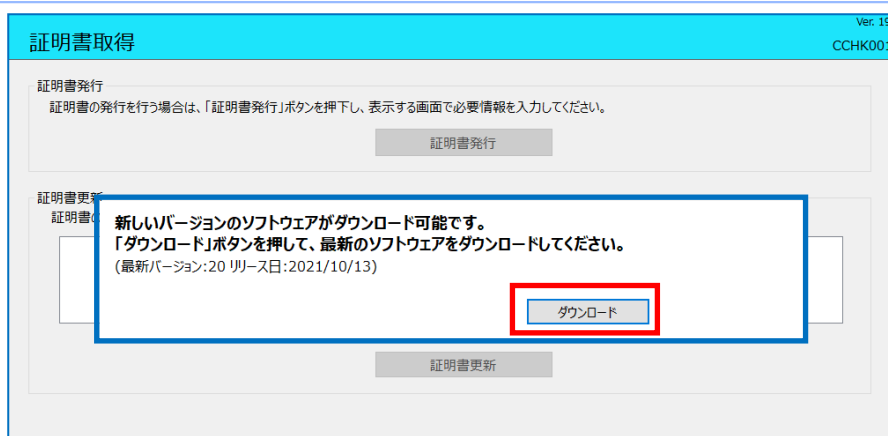 Ver. 19
証明書取得
CCHK001
証明書発行
証明書の発行を行う場合は、「証明書発行」ボタンを押下し、表示する画面で必要情報を入力してください。
証明書発行
証明書更新
証明書の
新しいバージョンのソフトウェアがダウンロード可能です。
「ダウンロード」ボタンを押して、最新のソフトウェアをダウンロードしてください。
(最新バージョン:20 リリース日:2021/10/13)
ダウンロード
証明書更新